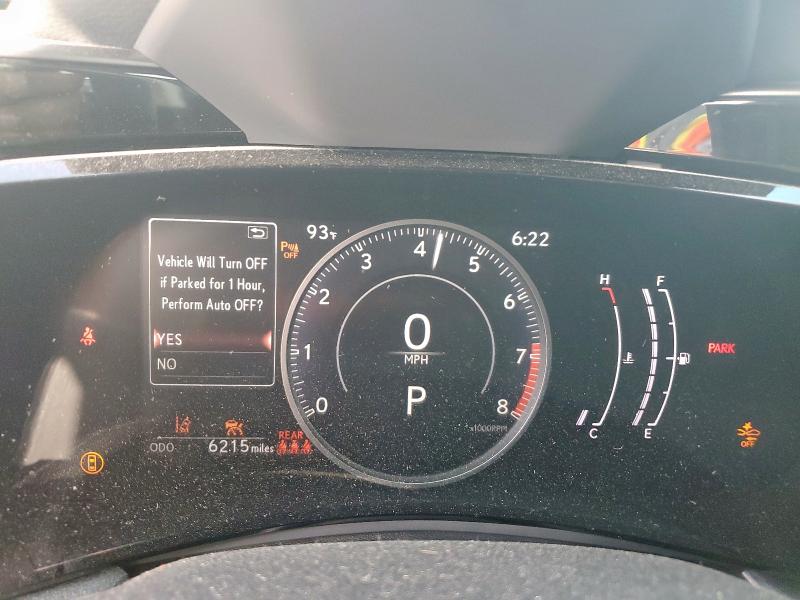 Vehicle Will Turn OFF
if Parked for 1 Hour,
Perform Auto OFF?
YES
NO
93°F
P OFF
6:22
0
1
2
3
4
5
6
7
8
x1000RPM
0
MPH
P
H
C
F
E
PARK
OFF
ODO 6215 miles
REAR